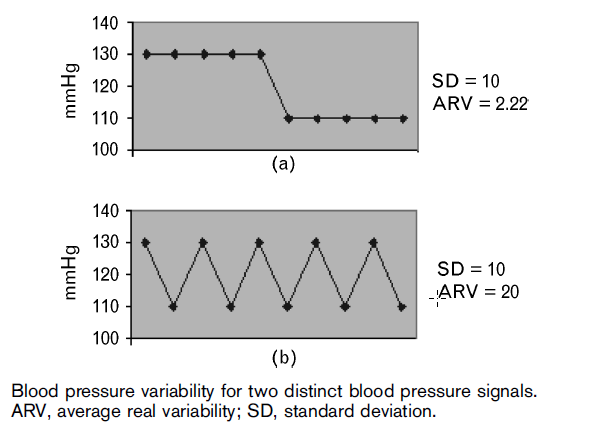 140
130
120
110
100
mmHg
(a)
SD = 10
ARV = 2.22
140
130
120
110
100
mmHg
(b)
SD = 10
ARV = 20
Blood pressure variability for two distinct blood pressure signals.
ARV, average real variability; SD, standard deviation.